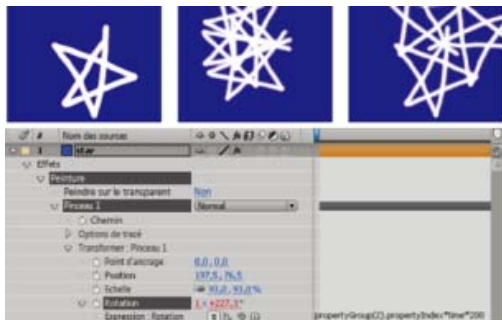 # Nom des sources
1 star
Effets
Peinture
Peindre sur le transparent Non
Pinceau 1 Normal
Chemin
Options de tracé
Transformer : Pinceau 1
Point d'ancrage 0,0, 0,0
Position 197,5, 76,5
Echelle 93,0, 93,0 %
Rotation 1 x +227,1°
Expression : Rotation propertyGroup(2).propertyIndex*time*200